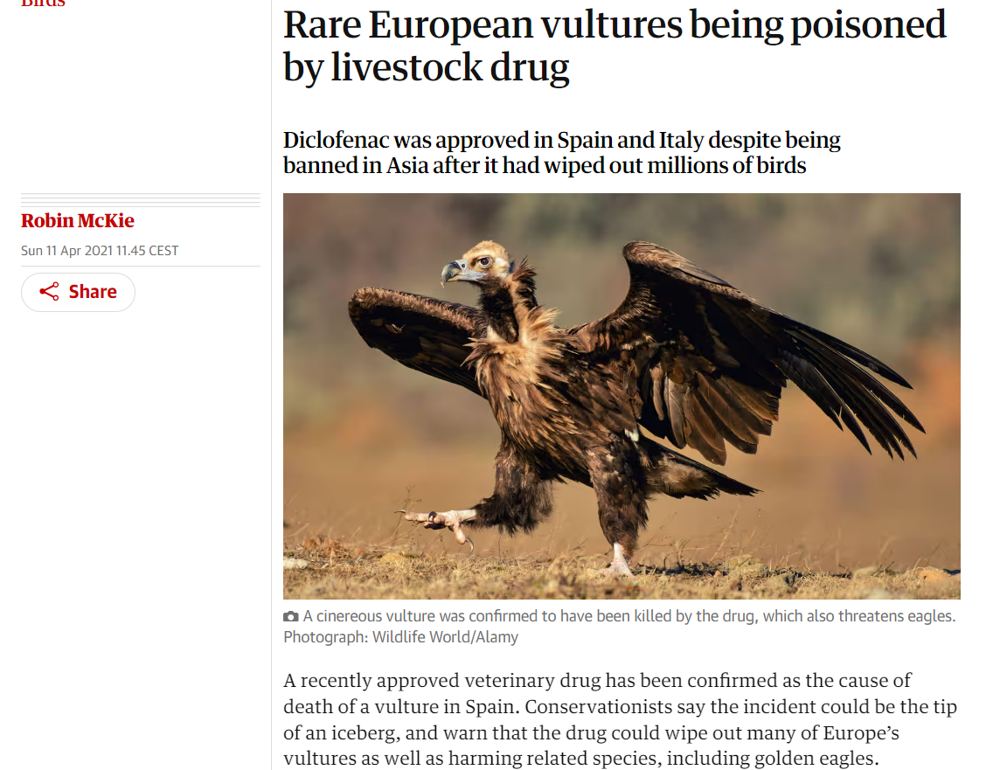 Birds
Rare European vultures being poisoned
by livestock drug
Diclofenac was approved in Spain and Italy despite being
banned in Asia after it had wiped out millions of birds
Robin McKie
Sun 11 Apr 2021 11.45 CEST
Share
A cinereous vulture was confirmed to have been killed by the drug, which also threatens eagles.
Photograph: Wildlife World/Alamy
A recently approved veterinary drug has been confirmed as the cause of
death of a vulture in Spain. Conservationists say the incident could be the tip
of an iceberg, and warn that the drug could wipe out many of Europe’s
vultures as well as harming related species, including golden eagles.